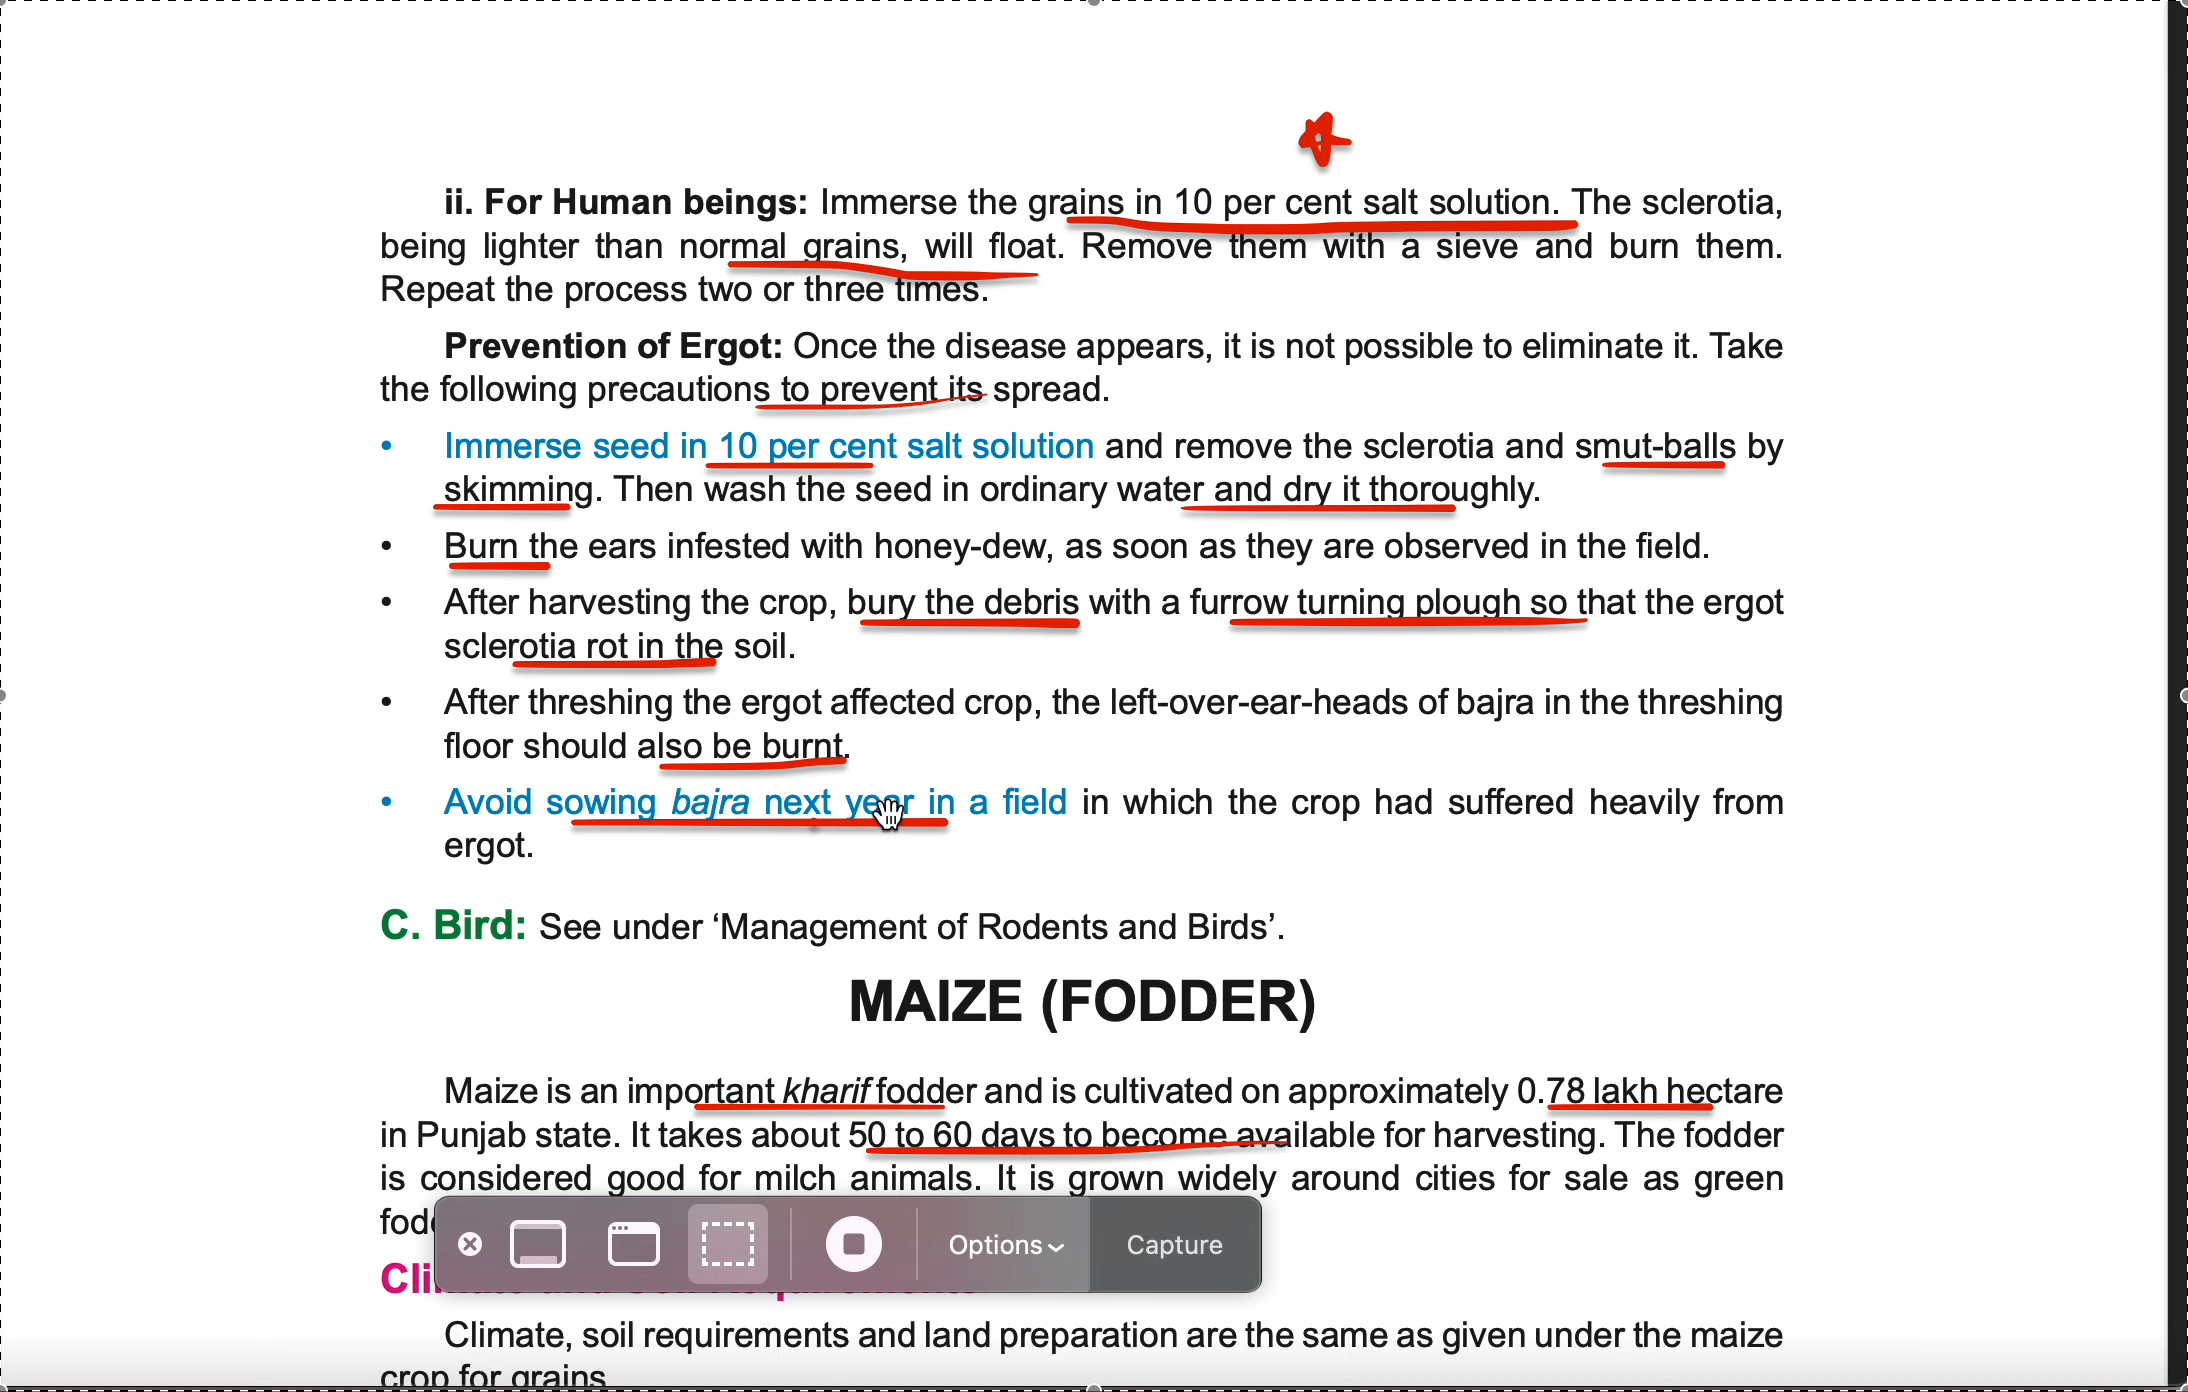 ii. For Human beings: Immerse the grains in 10 per cent salt solution. The sclerotia,
being lighter than normal grains, will float. Remove them with a sieve and burn them.
Repeat the process two or three times.
Prevention of Ergot: Once the disease appears, it is not possible to eliminate it. Take
the following precautions to prevent its spread.
• Immerse seed in 10 per cent salt solution and remove the sclerotia and smut-balls by
skimming. Then wash the seed in ordinary water and dry it thoroughly.
• Burn the ears infested with honey-dew, as soon as they are observed in the field.
• After harvesting the crop, bury the debris with a furrow turning plough so that the ergot
sclerotia rot in the soil.
• After threshing the ergot affected crop, the left-over-ear-heads of bajra in the threshing
floor should also be burnt.
• Avoid sowing bajra next year in a field in which the crop had suffered heavily from
ergot.
C. Bird: See under ‘Management of Rodents and Birds’.
MAIZE (FODDER)
Maize is an important kharif fodder and is cultivated on approximately 0.78 lakh hectare
in Punjab state. It takes about 50 to 60 days to become available for harvesting. The fodder
is considered good for milch animals. It is grown widely around cities for sale as green
Options Capture
Climate, soil requirements and land preparation are the same as given under the maize
crop for grains